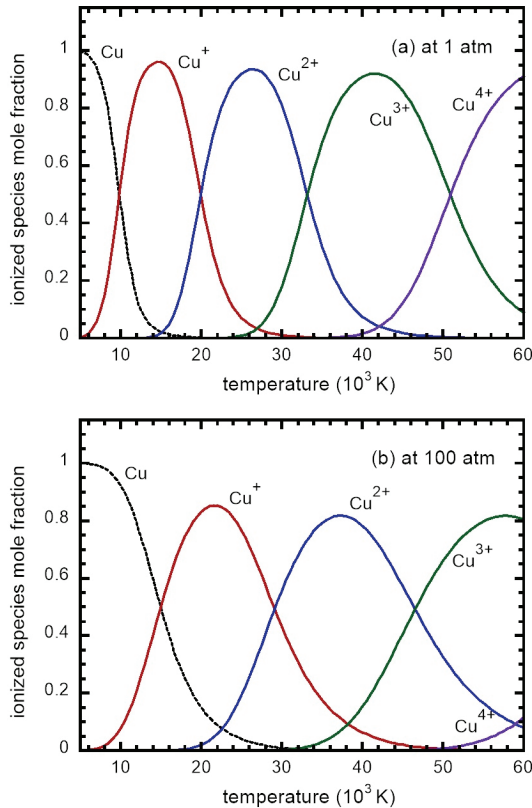 (a) at 1 atm
Cu
Cu+
Cu2+
Cu3+
Cu4+
ionized species mole fraction
1
0.8
0.6
0.4
0.2
0
10 20 30 40 50 60
temperature (10³ K)
(b) at 100 atm
Cu
Cu+
Cu2+
Cu3+
Cu4+
ionized species mole fraction
1
0.8
0.6
0.4
0.2
0
10 20 30 40 50 60
temperature (10³ K)